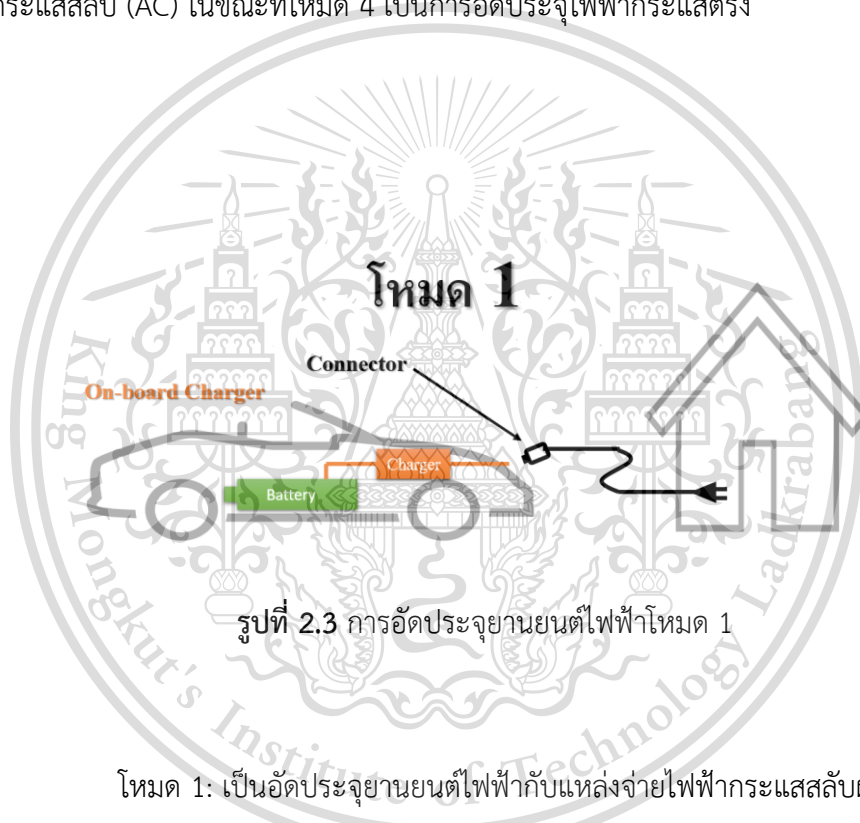 กระแสสลับ (AC) ในขณะที่โหมด 4 เป็นการอัดประจุไฟฟ้ากระแสตรง
โหมด 1
Connector
On-board Charger
Charger
Battery
รูปที่ 2.3 การอัดประจุยานยนต์ไฟฟ้าโหมด 1
King Mongkut's Institute of Technology Ladkrabang
โหมด 1: เป็นอัดประจุยานยนต์ไฟฟ้ากับแหล่งจ่ายไฟฟ้ากระแสสลับ